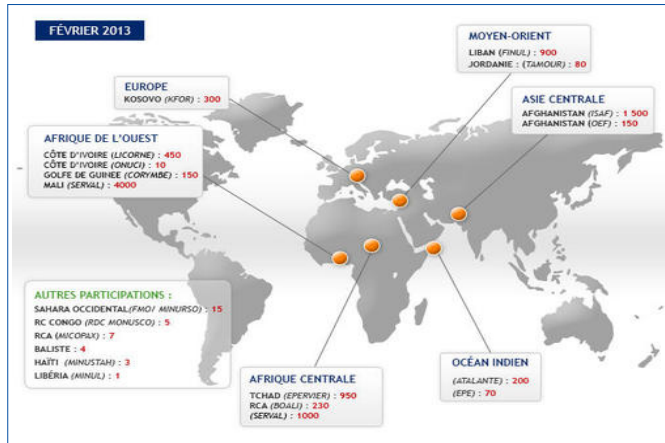 FÉVRIER 2013
MOYEN-ORIENT
LIBAN (FINUL) : 900
JORDANIE : (TAMOUR) : 80
EUROPE
KOSOVO (KFOR) : 300
ASIE CENTRALE
AFGHANISTAN (ISAF) : 1 500
AFGHANISTAN (OEF) : 150
AFRIQUE DE L'OUEST
CÔTE D'IVOIRE (LICORNE) : 450
CÔTE D'IVOIRE (ONUCI) : 10
GOLFE DE GUINEE (CORYMBE) : 150
MALI (SERVAL) : 4000
AUTRES PARTICIPATIONS :
SAHARA OCCIDENTAL(FMO/ MINURSO) : 15
RC CONGO (RDC MONUSCO) : 5
RCA (MICOPAX) : 7
BALISTE : 4
HAÏTI (MINUSTAH) : 3
LIBÉRIA (MINUL) : 1
AFRIQUE CENTRALE
TCHAD (EPERVIER) : 950
RCA (BOALI) : 230
(SERVAL) : 1000
OCÉAN INDIEN
(ATALANTE) : 200
(EPE) : 70